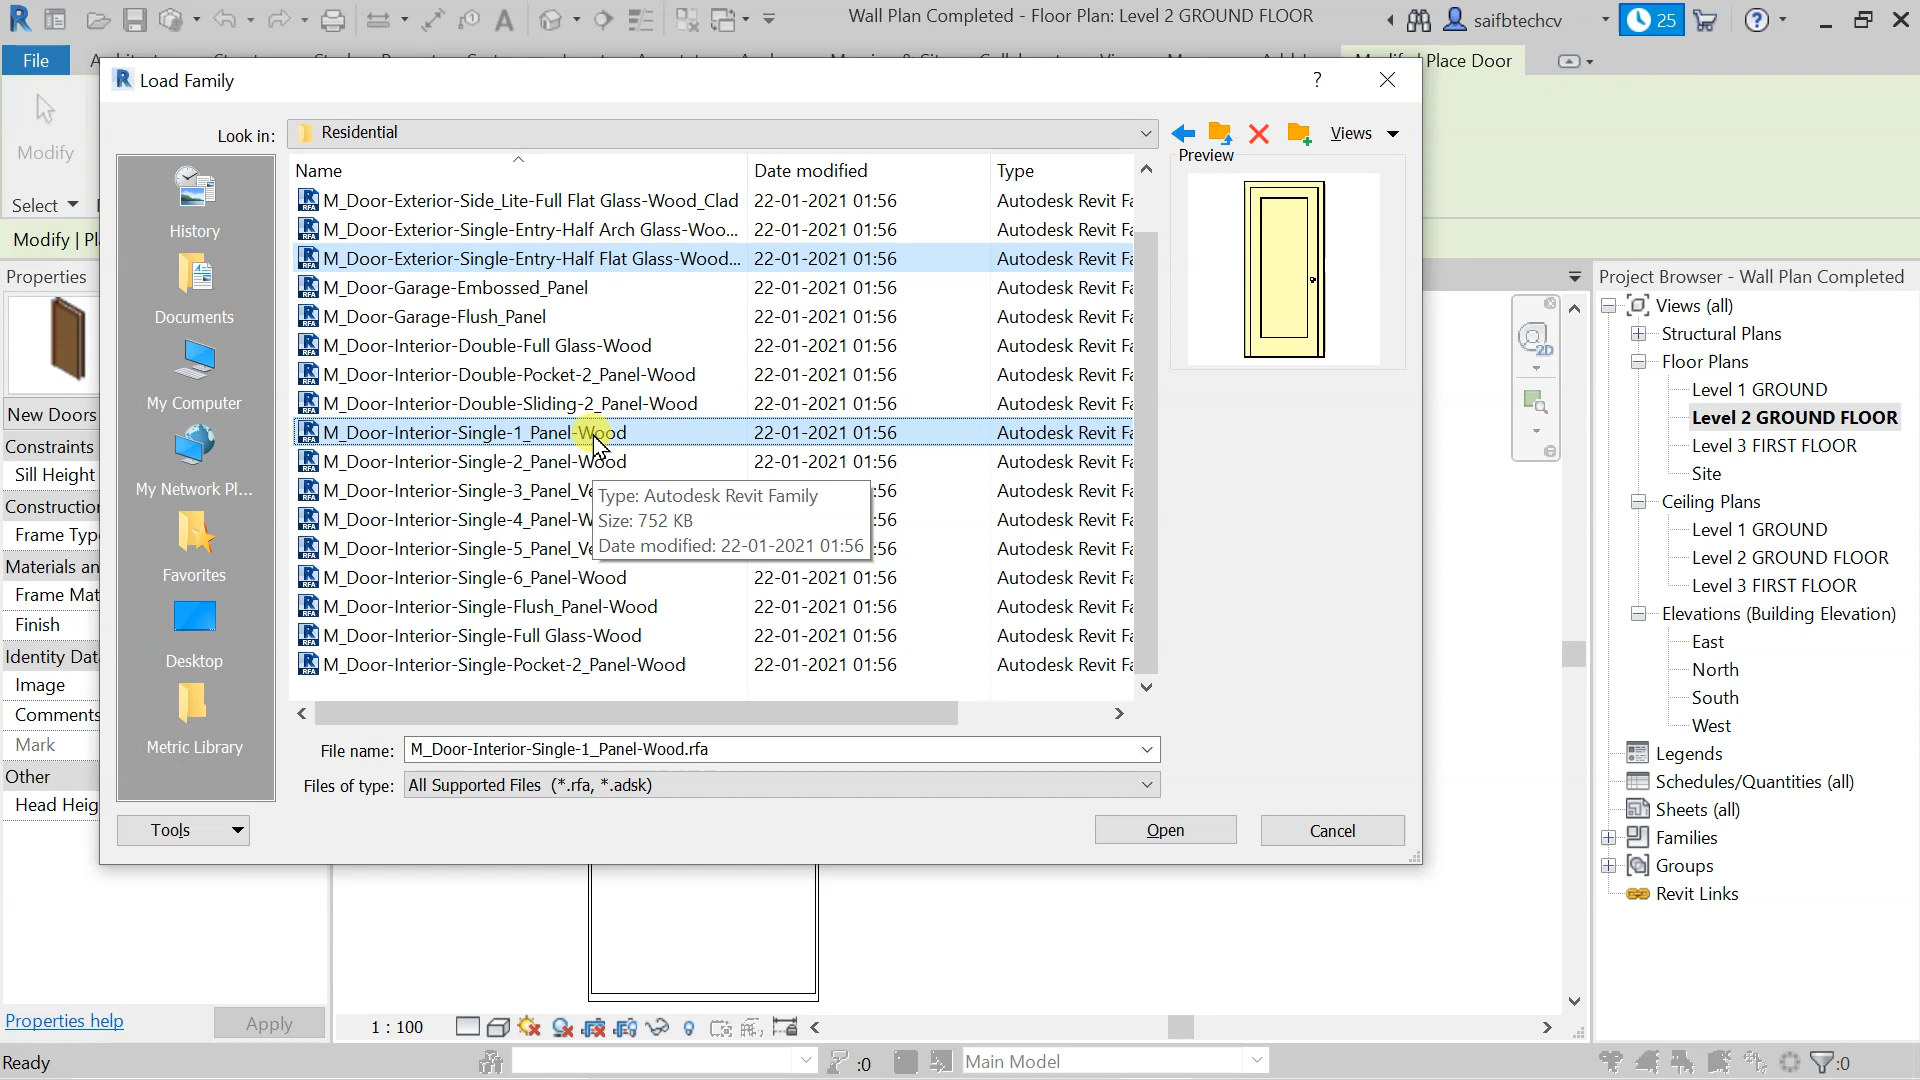 Wall Plan Completed - Floor Plan: Level 2 GROUND FLOOR
saifbtechcv
25
File
Place Door
Load Family
Modify
Select
Modify | Pl
Look in:
Residential
Views
Preview
Name
Date modified
Type
M_Door-Exterior-Side_Lite-Full Flat Glass-Wood_Clad 22-01-2021 01:56 Autodesk Revit Fa
M_Door-Exterior-Single-Entry-Half Arch Glass-Woo... 22-01-2021 01:56 Autodesk Revit Fa
M_Door-Exterior-Single-Entry-Half Flat Glass-Wood... 22-01-2021 01:56 Autodesk Revit Fa
M_Door-Garage-Embossed_Panel 22-01-2021 01:56 Autodesk Revit Fa
M_Door-Garage-Flush_Panel 22-01-2021 01:56 Autodesk Revit Fa
M_Door-Interior-Double-Full Glass-Wood 22-01-2021 01:56 Autodesk Revit Fa
M_Door-Interior-Double-Pocket-2_Panel-Wood 22-01-2021 01:56 Autodesk Revit Fa
M_Door-Interior-Double-Sliding-2_Panel-Wood 22-01-2021 01:56 Autodesk Revit Fa
M_Door-Interior-Single-1_Panel-Wood 22-01-2021 01:56 Autodesk Revit Fa
M_Door-Interior-Single-2_Panel-Wood 22-01-2021 01:56 Autodesk Revit Fa
M_Door-Interior-Single-3_Panel_Ve :56 Autodesk Revit Fa
M_Door-Interior-Single-4_Panel-W :56 Autodesk Revit Fa
M_Door-Interior-Single-5_Panel_Ve :56 Autodesk Revit Fa
M_Door-Interior-Single-6_Panel-Wood 22-01-2021 01:56 Autodesk Revit Fa
M_Door-Interior-Single-Flush_Panel-Wood 22-01-2021 01:56 Autodesk Revit Fa
M_Door-Interior-Single-Full Glass-Wood 22-01-2021 01:56 Autodesk Revit Fa
M_Door-Interior-Single-Pocket-2_Panel-Wood 22-01-2021 01:56 Autodesk Revit Fa
Type: Autodesk Revit Family
Size: 752 KB
Date modified: 22-01-2021 01:56
History
Documents
My Computer
My Network Pl...
Favorites
Desktop
Metric Library
File name: M_Door-Interior-Single-1_Panel-Wood.rfa
Files of type: All Supported Files (*.rfa, *.adsk)
Tools
Open
Cancel
Properties
New Doors
Constraints
Sill Height
Construction
Frame Typ
Materials an
Frame Mat
Finish
Identity Dat
Image
Comments
Mark
Other
Head Heig
Properties help
Apply
2D
Project Browser - Wall Plan Completed
Views (all)
Structural Plans
Floor Plans
Level 1 GROUND
Level 2 GROUND FLOOR
Level 3 FIRST FLOOR
Site
Ceiling Plans
Level 1 GROUND
Level 2 GROUND FLOOR
Level 3 FIRST FLOOR
Elevations (Building Elevation)
East
North
South
West
Legends
Schedules/Quantities (all)
Sheets (all)
Families
Groups
Revit Links
1 : 100
Ready
:0
Main Model
:0